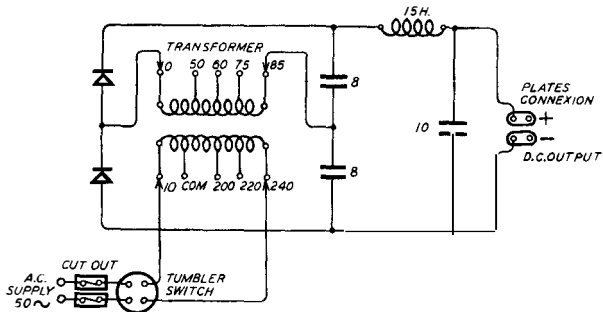 15H.
TRANSFORMER
0 50 60 75 85
8
PLATES
CONNEXION
+
10
−
D.C. OUTPUT
8
10 COM 200 220 240
CUT OUT
A.C.
SUPPLY
50~
TUMBLER
SWITCH